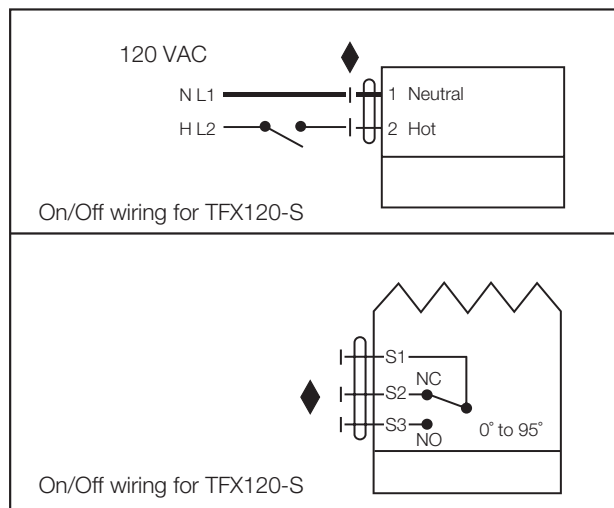 120 VAC
N L1
1 Neutral
H L2
2 Hot
On/Off wiring for TFX120-S
S1
S2
NC
S3
NO
0° to 95°
On/Off wiring for TFX120-S